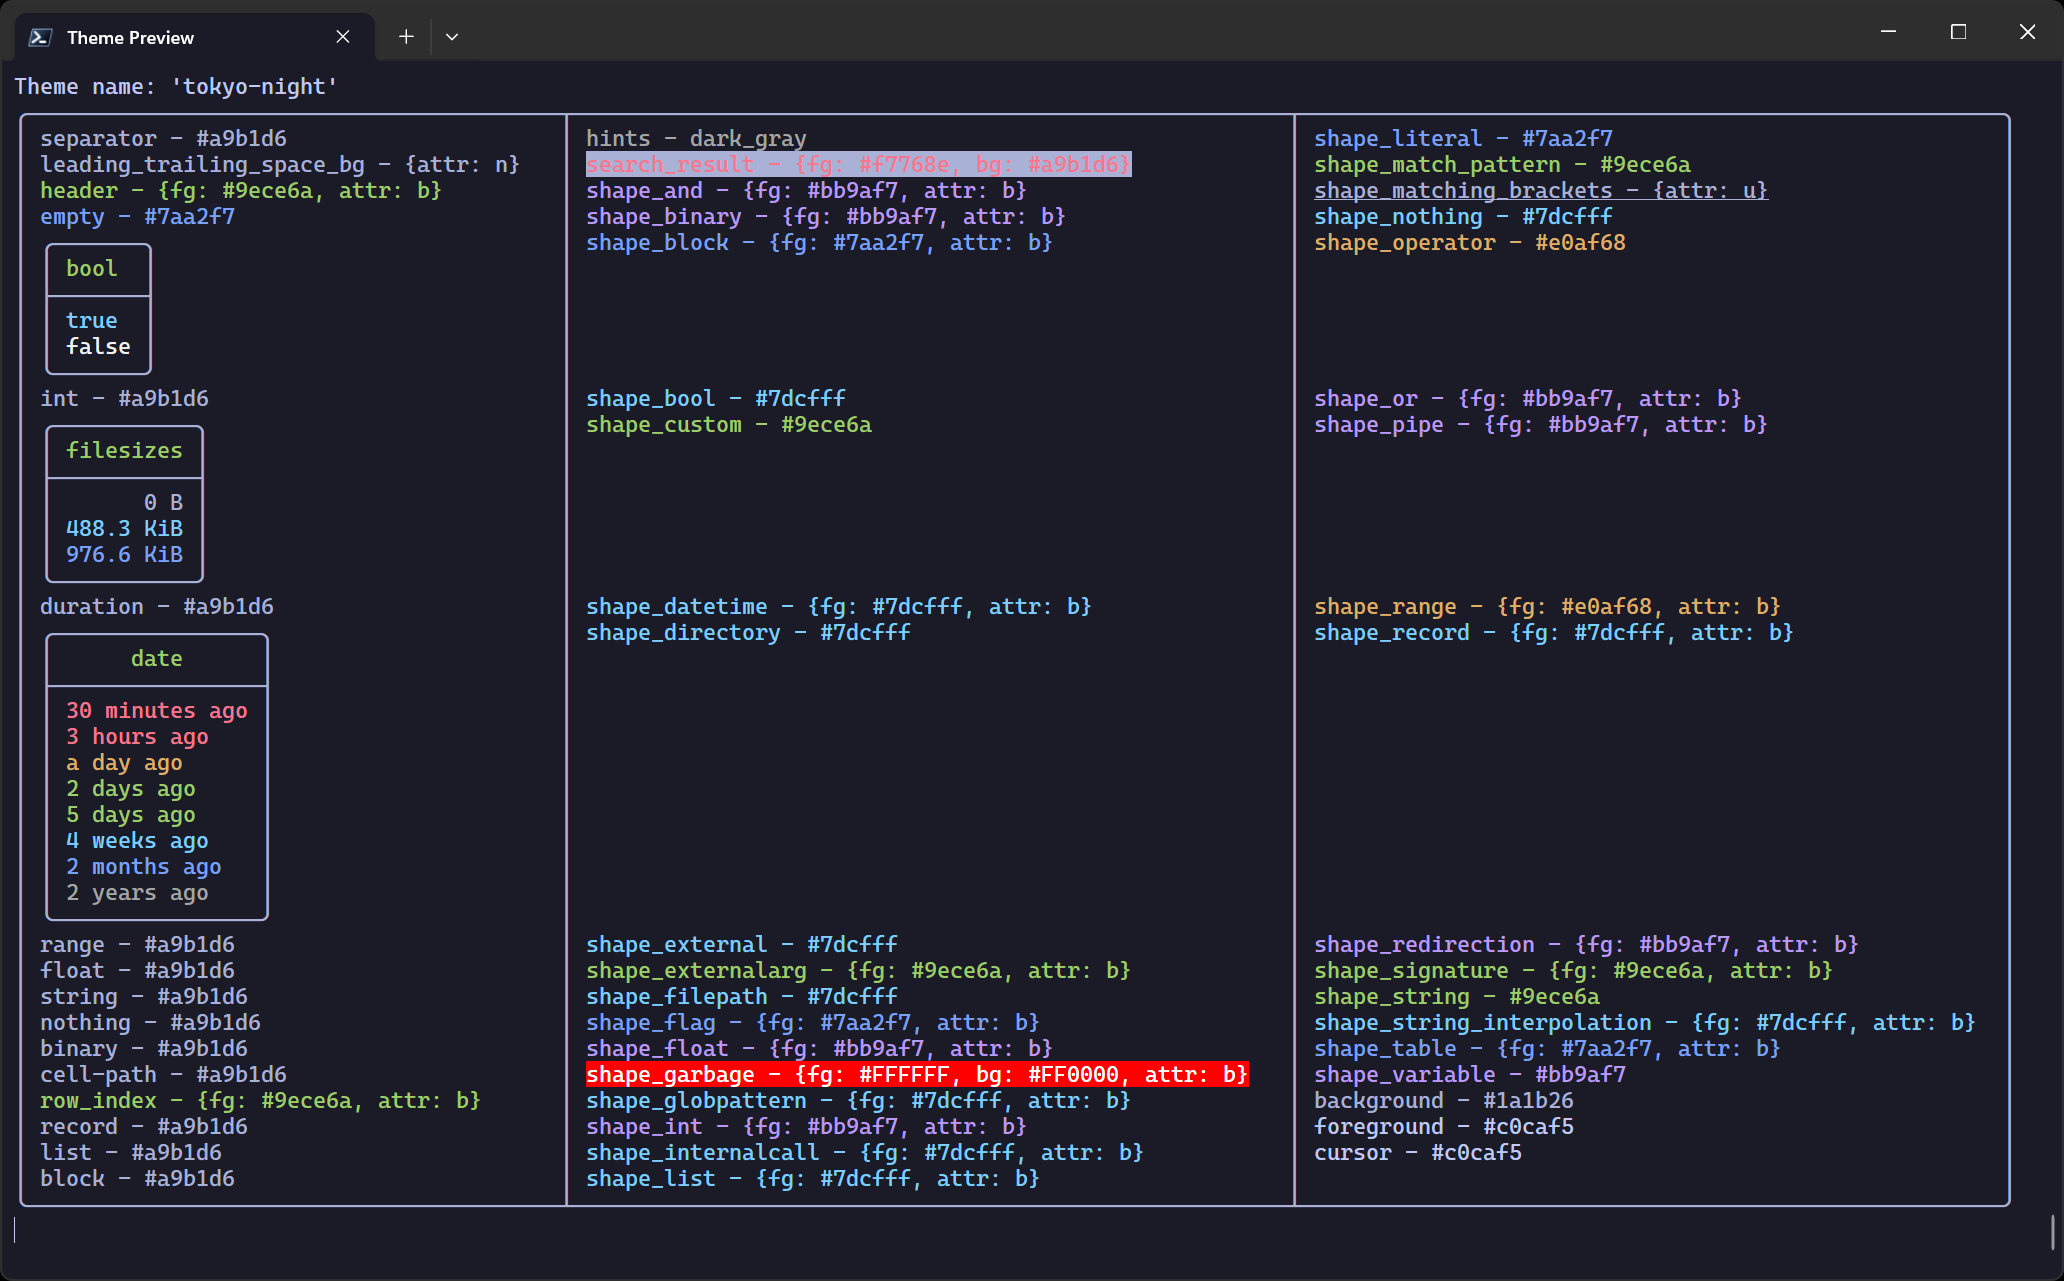 Theme Preview
Theme name: 'tokyo-night'
separator - #a9b1d6
leading_trailing_space_bg - {attr: n}
header - {fg: #9ece6a, attr: b}
empty - #7aa2f7
bool
true
false
int - #a9b1d6
filesizes
0 B
488.3 KiB
976.6 KiB
duration - #a9b1d6
date
30 minutes ago
3 hours ago
a day ago
2 days ago
5 days ago
4 weeks ago
2 months ago
2 years ago
range - #a9b1d6
float - #a9b1d6
string - #a9b1d6
nothing - #a9b1d6
binary - #a9b1d6
cell-path - #a9b1d6
row_index - {fg: #9ece6a, attr: b}
record - #a9b1d6
list - #a9b1d6
block - #a9b1d6
hints - dark_gray
search_result - {fg: #f7768e, bg: #a9b1d6}
shape_and - {fg: #bb9af7, attr: b}
shape_binary - {fg: #bb9af7, attr: b}
shape_block - {fg: #7aa2f7, attr: b}
shape_bool - #7dcfff
shape_custom - #9ece6a
shape_datetime - {fg: #7dcfff, attr: b}
shape_directory - #7dcfff
shape_external - #7dcfff
shape_externalarg - {fg: #9ece6a, attr: b}
shape_filepath - #7dcfff
shape_flag - {fg: #7aa2f7, attr: b}
shape_float - {fg: #bb9af7, attr: b}
shape_garbage - {fg: #FFFFFF, bg: #FF0000, attr: b}
shape_globpattern - {fg: #7dcfff, attr: b}
shape_int - {fg: #bb9af7, attr: b}
shape_internalcall - {fg: #7dcfff, attr: b}
shape_list - {fg: #7dcfff, attr: b}
shape_literal - #7aa2f7
shape_match_pattern - #9ece6a
shape_matching_brackets - {attr: u}
shape_nothing - #7dcfff
shape_operator - #e0af68
shape_or - {fg: #bb9af7, attr: b}
shape_pipe - {fg: #bb9af7, attr: b}
shape_range - {fg: #e0af68, attr: b}
shape_record - {fg: #7dcfff, attr: b}
shape_redirection - {fg: #bb9af7, attr: b}
shape_signature - {fg: #9ece6a, attr: b}
shape_string - #9ece6a
shape_string_interpolation - {fg: #7dcfff, attr: b}
shape_table - {fg: #7aa2f7, attr: b}
shape_variable - #bb9af7
background - #1a1b26
foreground - #c0caf5
cursor - #c0caf5